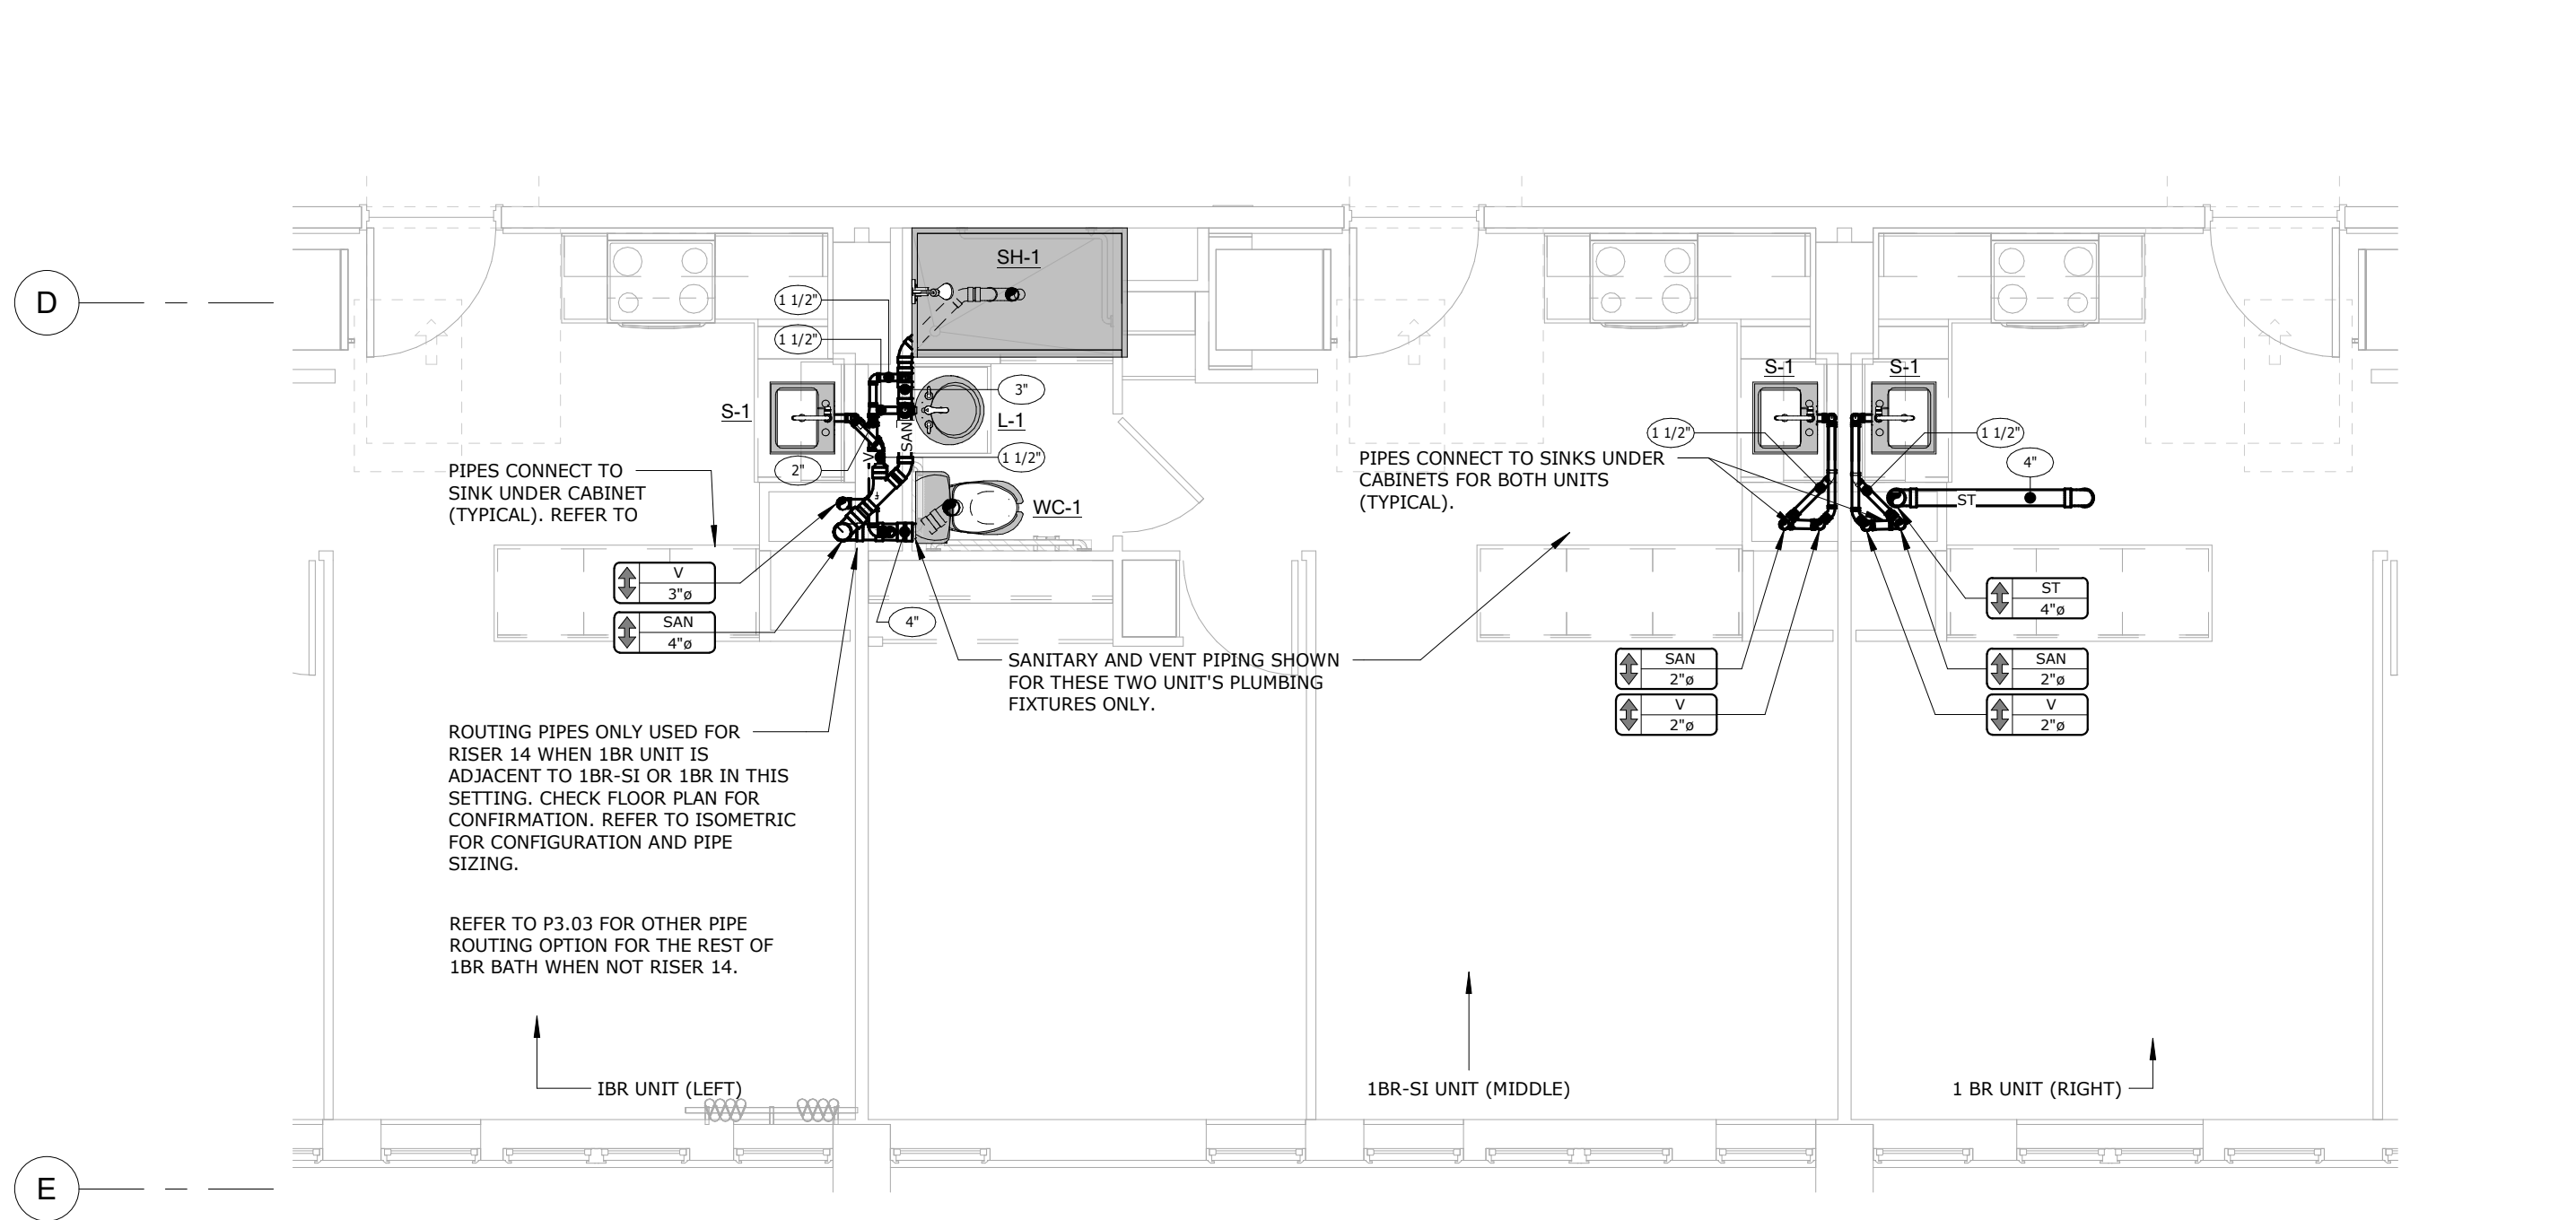 SH-1
D
1 1/2"
1 1/2"
3"
S-1
L-1
SAN
V
2"
1 1/2"
WC-1
S-1
S-1
1 1/2"
1 1/2"
4"
ST
PIPES CONNECT TO
SINK UNDER CABINET
(TYPICAL). REFER TO
PIPES CONNECT TO SINKS UNDER
CABINETS FOR BOTH UNITS
(TYPICAL).
V
3"ø
SAN
4"ø
4"
ST
4"ø
SAN
2"ø
V
2"ø
SAN
2"ø
V
2"ø
SANITARY AND VENT PIPING SHOWN
FOR THESE TWO UNIT'S PLUMBING
FIXTURES ONLY.
ROUTING PIPES ONLY USED FOR
RISER 14 WHEN 1BR UNIT IS
ADJACENT TO 1BR-SI OR 1BR IN THIS
SETTING. CHECK FLOOR PLAN FOR
CONFIRMATION. REFER TO ISOMETRIC
FOR CONFIGURATION AND PIPE
SIZING.
REFER TO P3.03 FOR OTHER PIPE
ROUTING OPTION FOR THE REST OF
1BR BATH WHEN NOT RISER 14.
IBR UNIT (LEFT)
1BR-SI UNIT (MIDDLE)
1 BR UNIT (RIGHT)
E